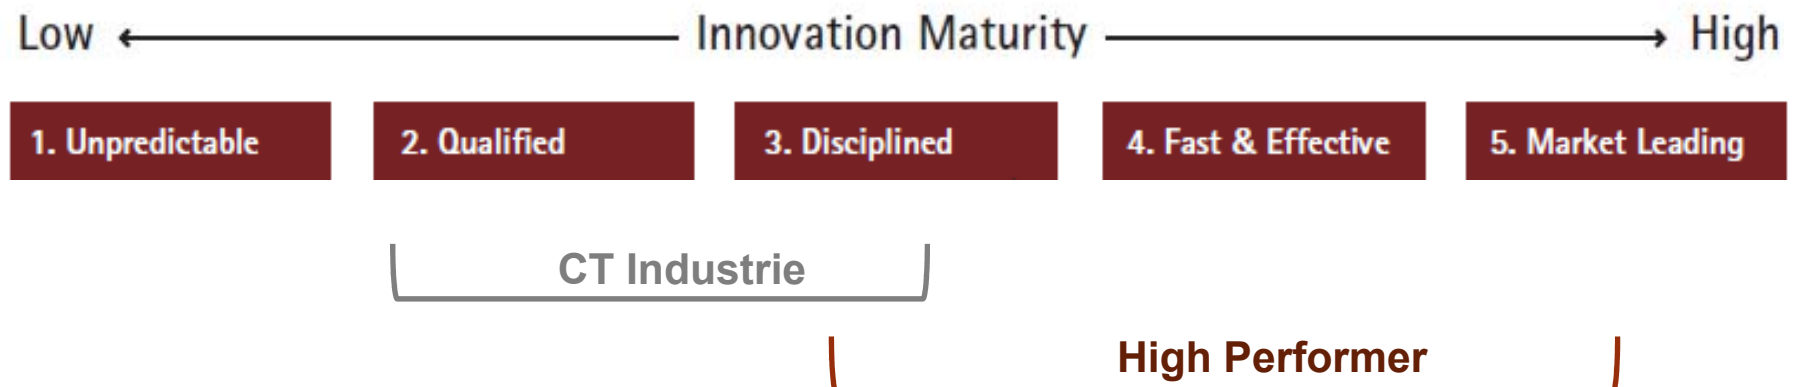 Low Innovation Maturity High
1. Unpredictable 2. Qualified 3. Disciplined 4. Fast & Effective 5. Market Leading
CT Industrie
High Performer